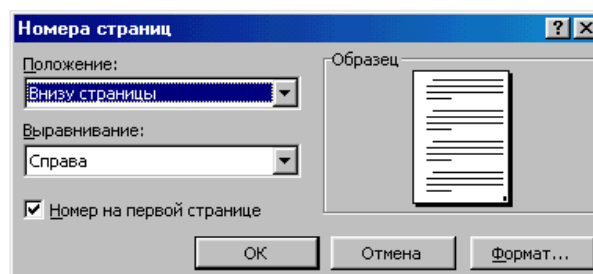 Номера страниц
Положение:
Внизу страницы
Выравнивание:
Справа
Номер на первой странице
Образец
ОК
Отмена
Формат...